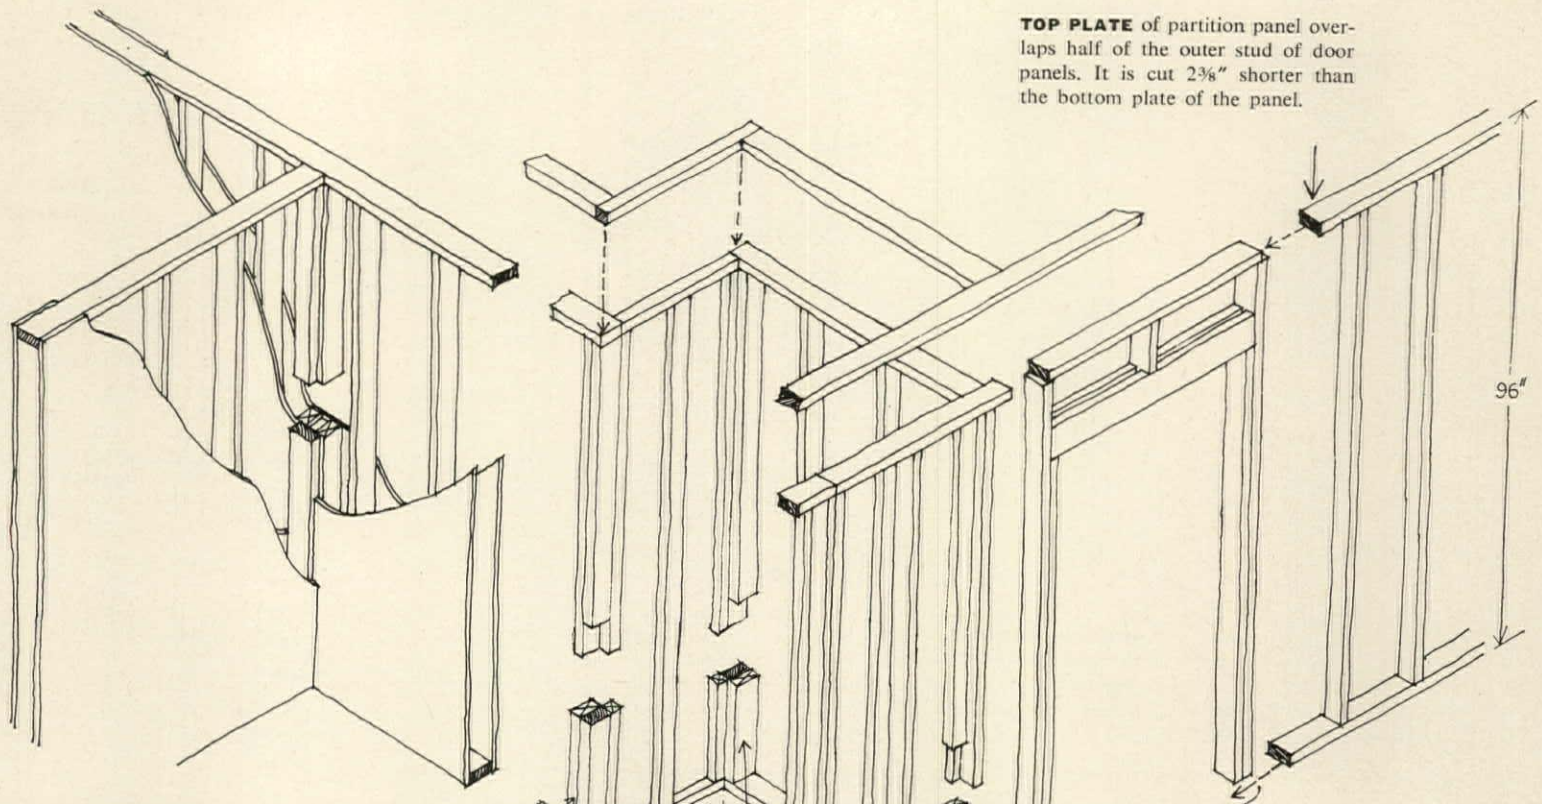 TOP PLATE of partition panel over-
laps half of the outer stud of door
panels. It is cut 2⅜″ shorter than
the bottom plate of the panel.
96"